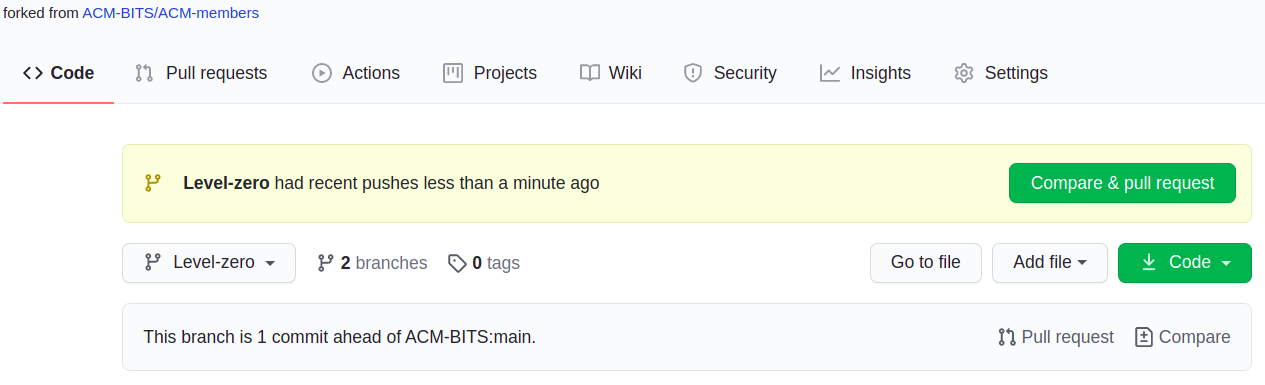 forked from ACM-BITS/ACM-members
Code Pull requests Actions Projects Wiki Security Insights Settings
Level-zero had recent pushes less than a minute ago Compare & pull request
Level-zero 2 branches 0 tags Go to file Add file Code
This branch is 1 commit ahead of ACM-BITS:main. Pull request Compare